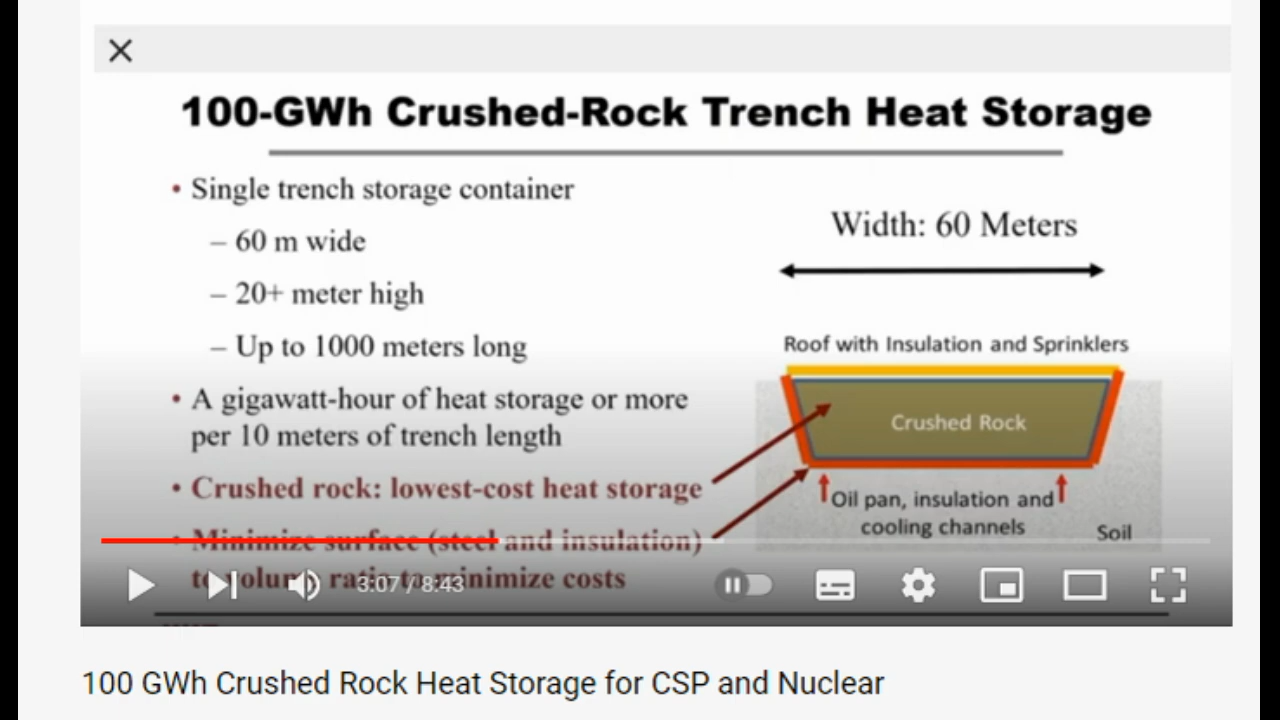 100-GWh Crushed-Rock Trench Heat Storage
• Single trench storage container
– 60 m wide
– 20+ meter high
– Up to 1000 meters long
• A gigawatt-hour of heat storage or more
per 10 meters of trench length
• Crushed rock: lowest-cost heat storage
• Minimize surface (steel and insulation)
to volume ratio to minimize costs
Width: 60 Meters
Roof with Insulation and Sprinklers
Crushed Rock
Oil pan, insulation and
cooling channels
Soil
3:07 / 8:43
100 GWh Crushed Rock Heat Storage for CSP and Nuclear